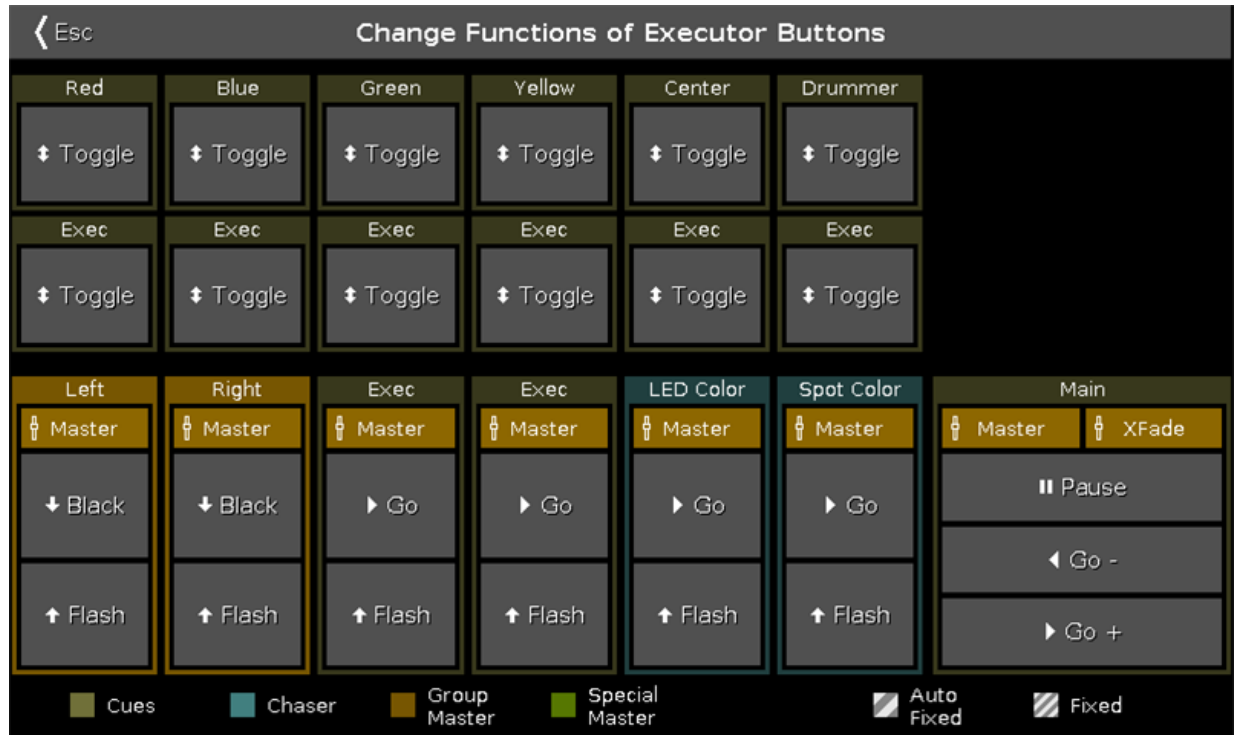 Esc
Change Functions of Executor Buttons
Red Blue Green Yellow Center Drummer
Toggle Toggle Toggle Toggle Toggle Toggle
Exec Exec Exec Exec Exec Exec
Toggle Toggle Toggle Toggle Toggle Toggle
Left Right Exec Exec LED Color Spot Color Main
Master Master Master Master Master Master Master XFade
Pause
Black Black Go Go Go Go
Go -
Flash Flash Flash Flash Flash Flash
Go +
Cues
Chaser
Group
Master
Special
Master
Auto
Fixed
Fixed